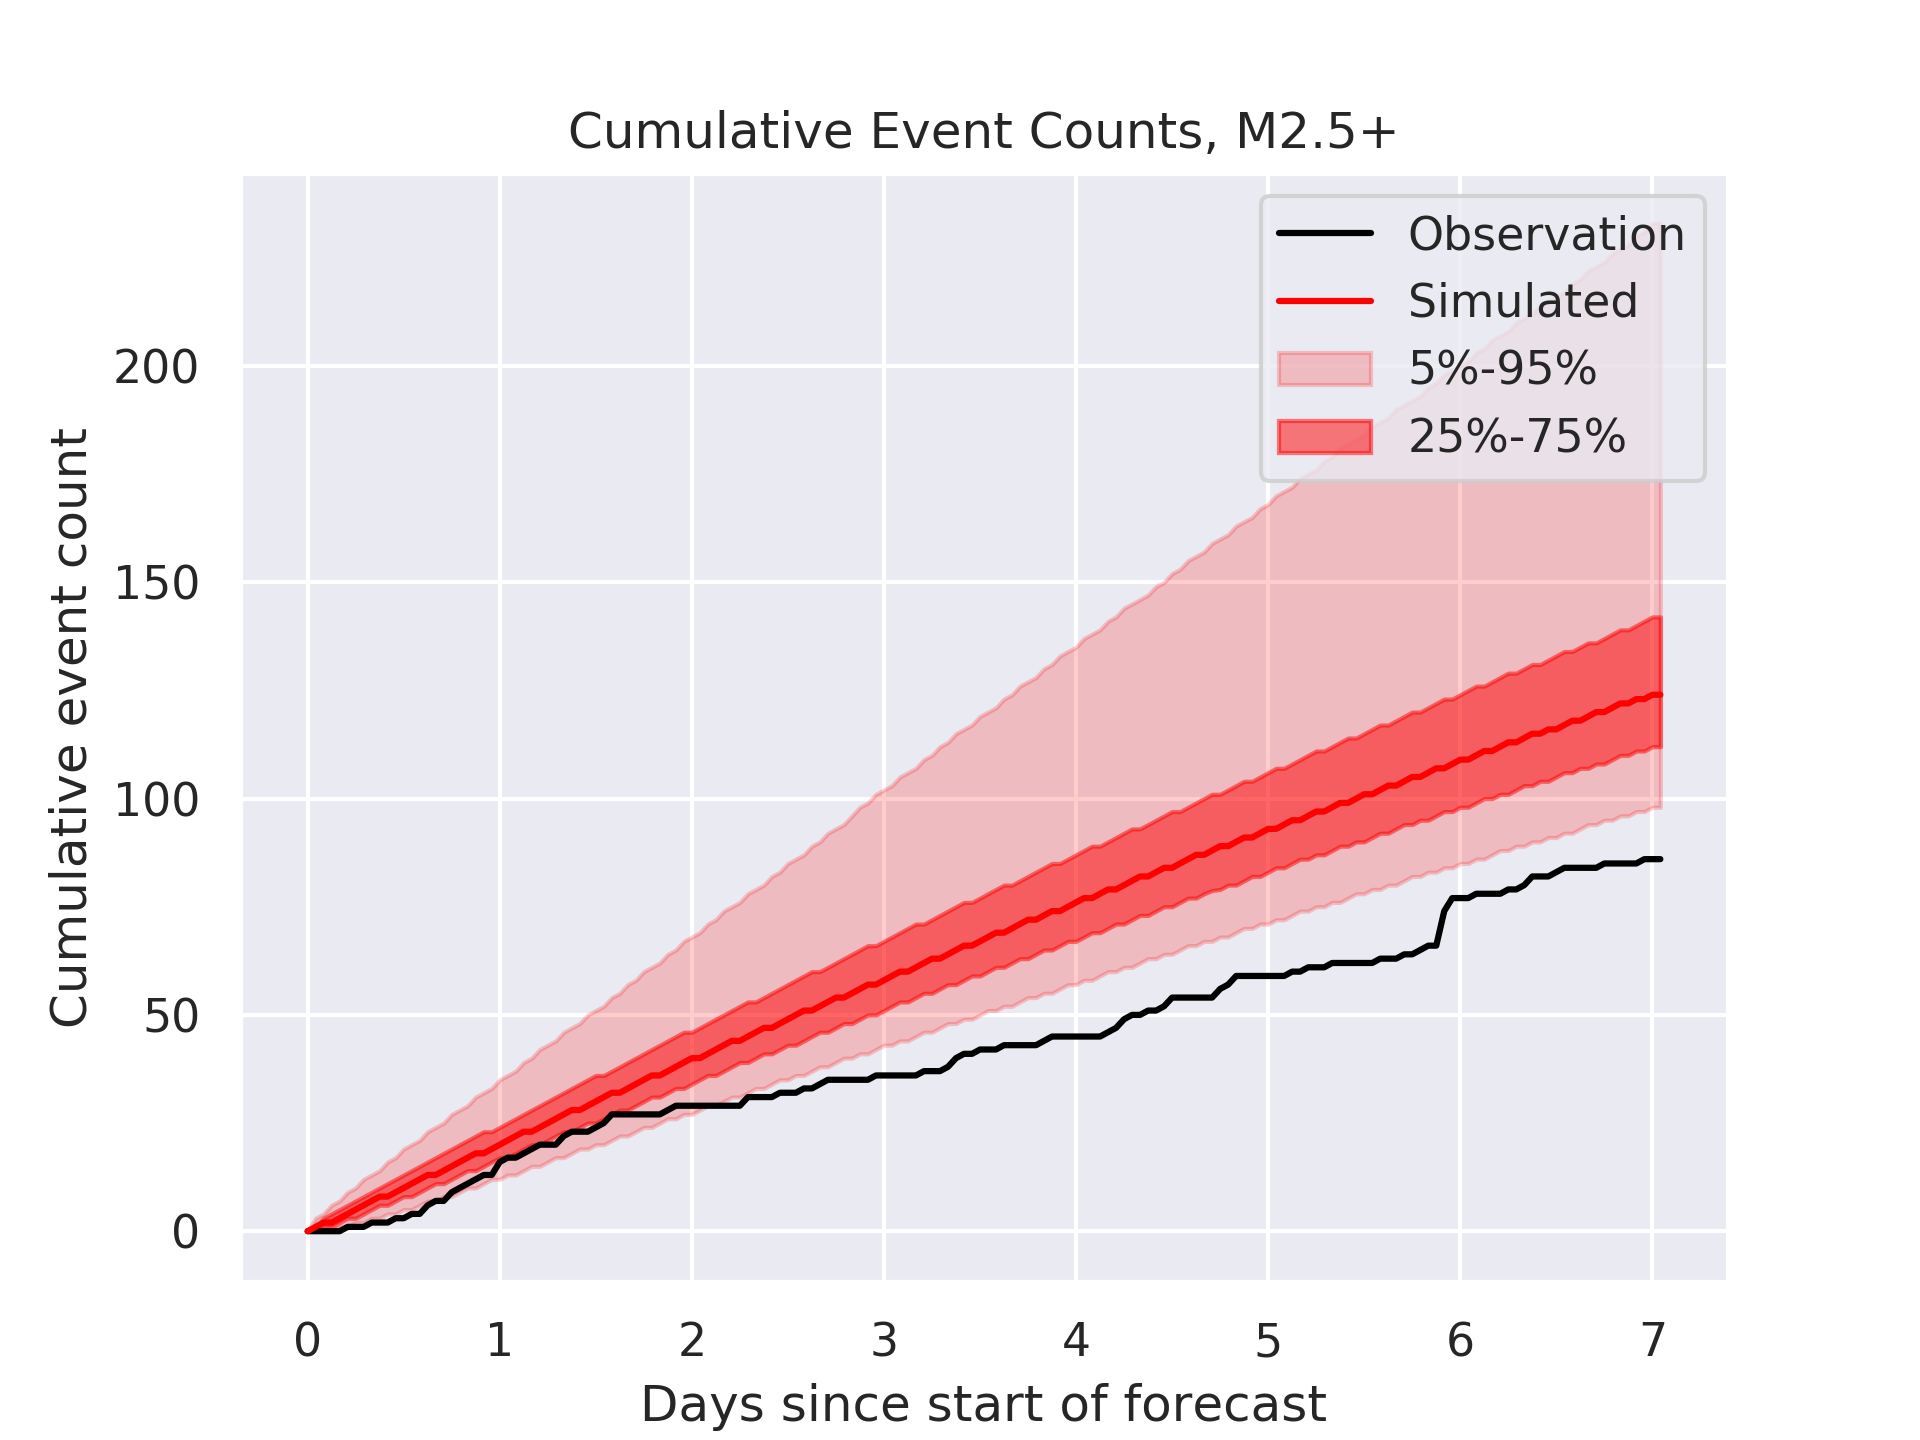 Cumulative Event Counts, M2.5+
Observation
Simulated
5%-95%
25%-75%
Cumulative event count
200
150
100
50
0
0 1 2 3 4 5 6 7
Days since start of forecast